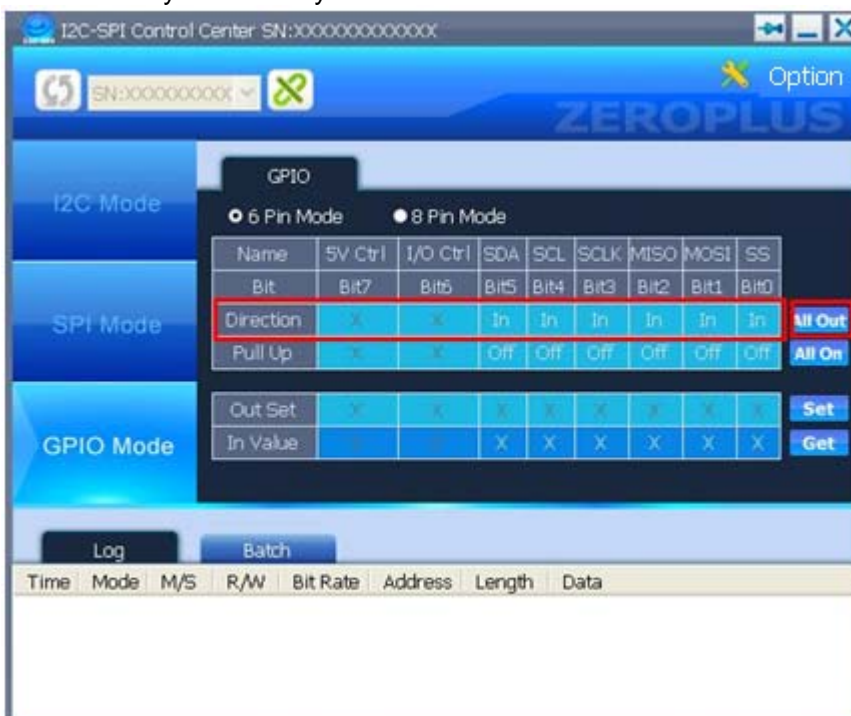 I2C-SPI Control Center SN:XXXXXXXXXXXX
SN:XXXXXXXXX
Option
ZEROPLUS
I2C Mode
SPI Mode
GPIO Mode
GPIO
6 Pin Mode 8 Pin Mode
Name 5V Ctrl I/O Ctrl SDA SCL SCLK MISO MOSI SS
Bit Bit7 Bit6 Bit5 Bit4 Bit3 Bit2 Bit1 Bit0
Direction X X In In In In In In All Out
Pull Up X X Off Off Off Off Off Off All On
Out Set X X X X X X X X Set
In Value X X X X X X Get
Log Batch
Time Mode M/S R/W Bit Rate Address Length Data